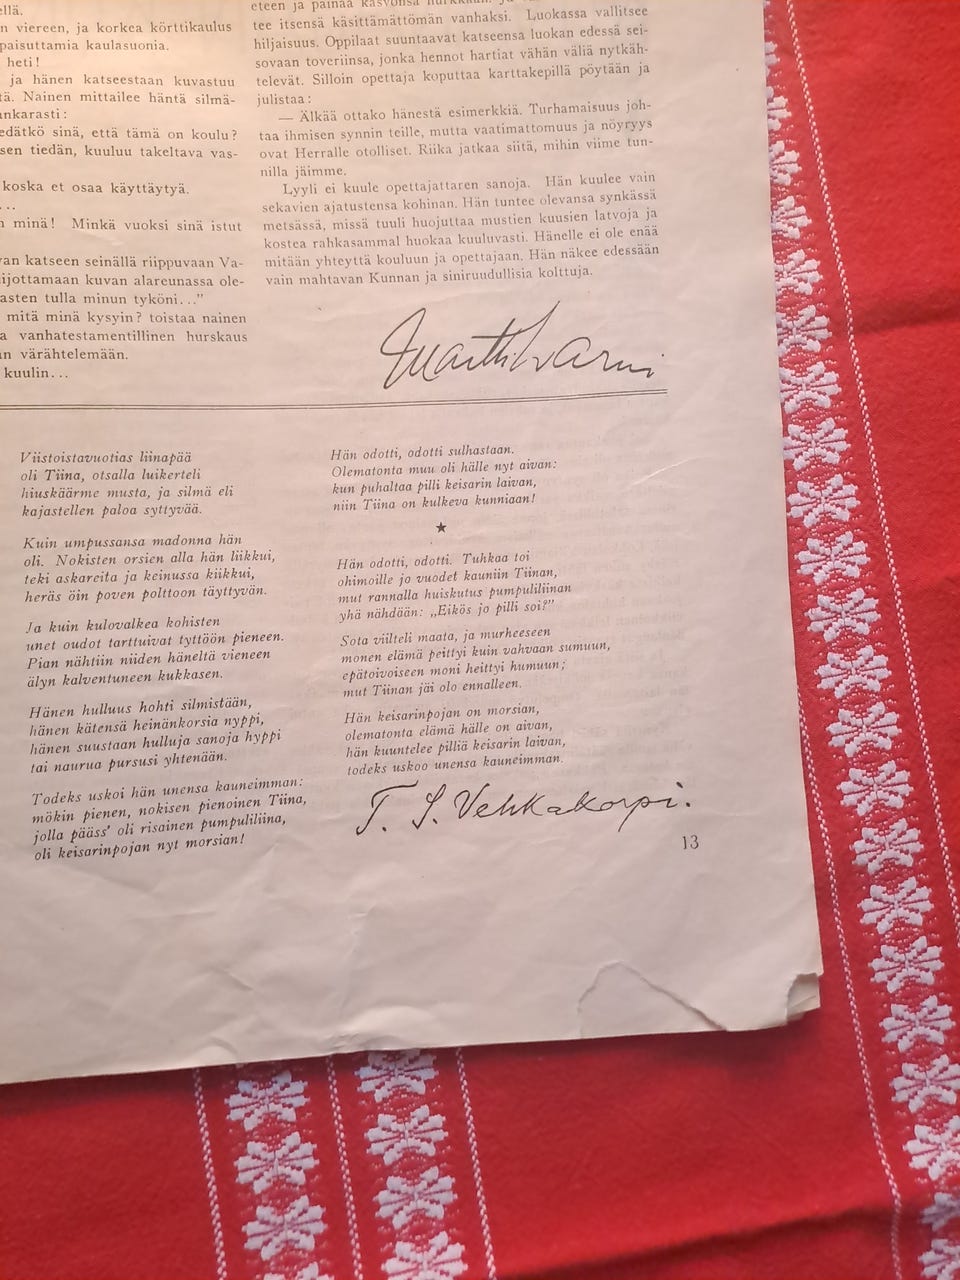 ellä.
n viereen, ja korkea körttikaulus
paisuttamia kaulasuonia.
heti!
ja hänen katseestaan kuvastuu
tä. Nainen mittailee häntä silmä-
ankarasti:
edätkö sinä, että tämä on koulu?
sen tiedän, kuuluu takeltava vas-
koska et osaa käyttäytyä.
...
n minä! Minkä vuoksi sinä istut
van katseen seinällä riippuvaan Va-
ijottamaan kuvan alareunassa ole-
asten tulla minun tyköni...”
mitä minä kysyin? toistaa nainen
a vanhatestamentillinen hurskaus
an värähtelemään.
kuulin...
eteen ja painaa kasvonsa
tee itsensä käsittämättömän vanhaksi. Luokassa vallitsee
hiljaisuus. Oppilaat suuntaavat katseensa luokan edessä sei-
sovaan toveriinsa, jonka hennot hartiat vähän väliä nytkäh-
televät. Silloin opettaja koputtaa karttakepillä pöytään ja
julistaa:
— Älkää ottako hänestä esimerkkiä. Turhamaisuus joh-
taa ihmisen synnin teille, mutta vaatimattomuus ja nöyryys
ovat Herralle otolliset. Riika jatkaa siitä, mihin viime tun-
nilla jäimme.
Lyyli ei kuule opettajattaren sanoja. Hän kuulee vain
sekavien ajatustensa kohinan. Hän tuntee olevansa synkässä
metsässä, missä tuuli huojuttaa mustien kuusien latvoja ja
kostea rahkasammal huokaa kuuluvasti. Hänelle ei ole enää
mitään yhteyttä kouluun ja opettajaan. Hän näkee edessään
vain mahtavan Kunnan ja siniruudullisia kolttuja.
Viistoistavuotias liinapää
oli Tiina, otsalla luikerteli
hiuskäärme musta, ja silmä eli
kajastellen paloa syttyvää.
Kuin umpussansa madonna hän
oli. Nokisten orsien alla hän liikkui,
teki askareita ja keinussa kiikkui,
heräs öin poven polttoon täyttyvän.
Ja kuin kulovalkea kohisten
unet oudot tarttuivat tyttöön pieneen.
Pian nähtiin niiden häneltä vieneen
älyn kalventuneen kukkasen.
Hänen hulluus hohti silmistään,
hänen kätensä heinänkorsia nyppi,
hänen suustaan hulluja sanoja hyppi
tai naurua pursusi yhtenään.
Todeks uskoi hän unensa kauneimman:
mökin pienen, nokisen pienoinen Tiina,
jolla pääss' oli risainen pumpuliliina,
oli keisarinpojan nyt morsian!
Hän odotti, odotti sulhastaan.
Olematonta muu oli hälle nyt aivan:
kun puhaltaa pilli keisarin laivan,
niin Tiina on kulkeva kunniaan!
★
Hän odotti, odotti. Tuhkaa toi
ohimoille jo vuodet kauniin Tiinan,
mut rannalla huiskutus pumpuliliinan
yhä nähdään: „Eikös jo pilli soi?”
Sota viilteli maata, ja murheeseen
monen elämä peittyi kuin vahvaan sumuun,
epätoivoiseen moni heittyi humuun;
mut Tiinan jäi olo ennalleen.
Hän keisarinpojan on morsian,
olematonta elämä hälle on aivan,
hän kuuntelee pilliä keisarin laivan,
todeks uskoo unensa kauneimman.
T. S. Vehkakorpi.
13